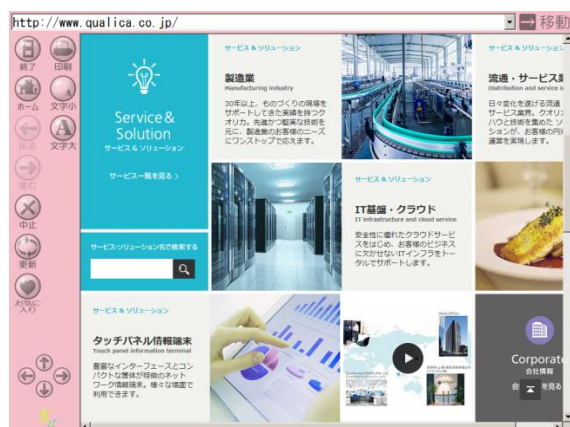 http://www.qualica.co.jp/
移動
終了
印刷
ホーム
文字小
戻る
文字大
進む
中止
更新
お気に
入り
Service &
Solution
サービス & ソリューション
サービス一覧を見る >
サービス・ソリューション名で検索する
サービス & ソリューション
製造業
Manufacturing industry
30年以上、ものづくりの現場を
サポートしてきた実績を持つク
オリカ。先進かつ堅実な技術を
元に、製造業のお客様のニーズ
にワンストップで応えます。
サービス & ソリューション
流通・サービス業
Distribution and service in
日々変化を遂げる流通・
サービス業界。クオリカ
ハウと技術を集めた ソ
ションが、お客様の円滑
運営を実現します。
サービス & ソリューション
IT基盤・クラウド
IT infrastructure and cloud service
安全性に優れたクラウドサービ
スをはじめ、お客様のビジネス
に欠かせないITインフラをトー
タルでサポートします。
サービス & ソリューション
タッチパネル情報端末
Touch panel information terminal
豊富なインターフェースとコン
パクトな筐体が特徴のネット
ワーク情報端末。様々な場面で
利用できます。
Head Office
Corporate
会社情報
会
を見る